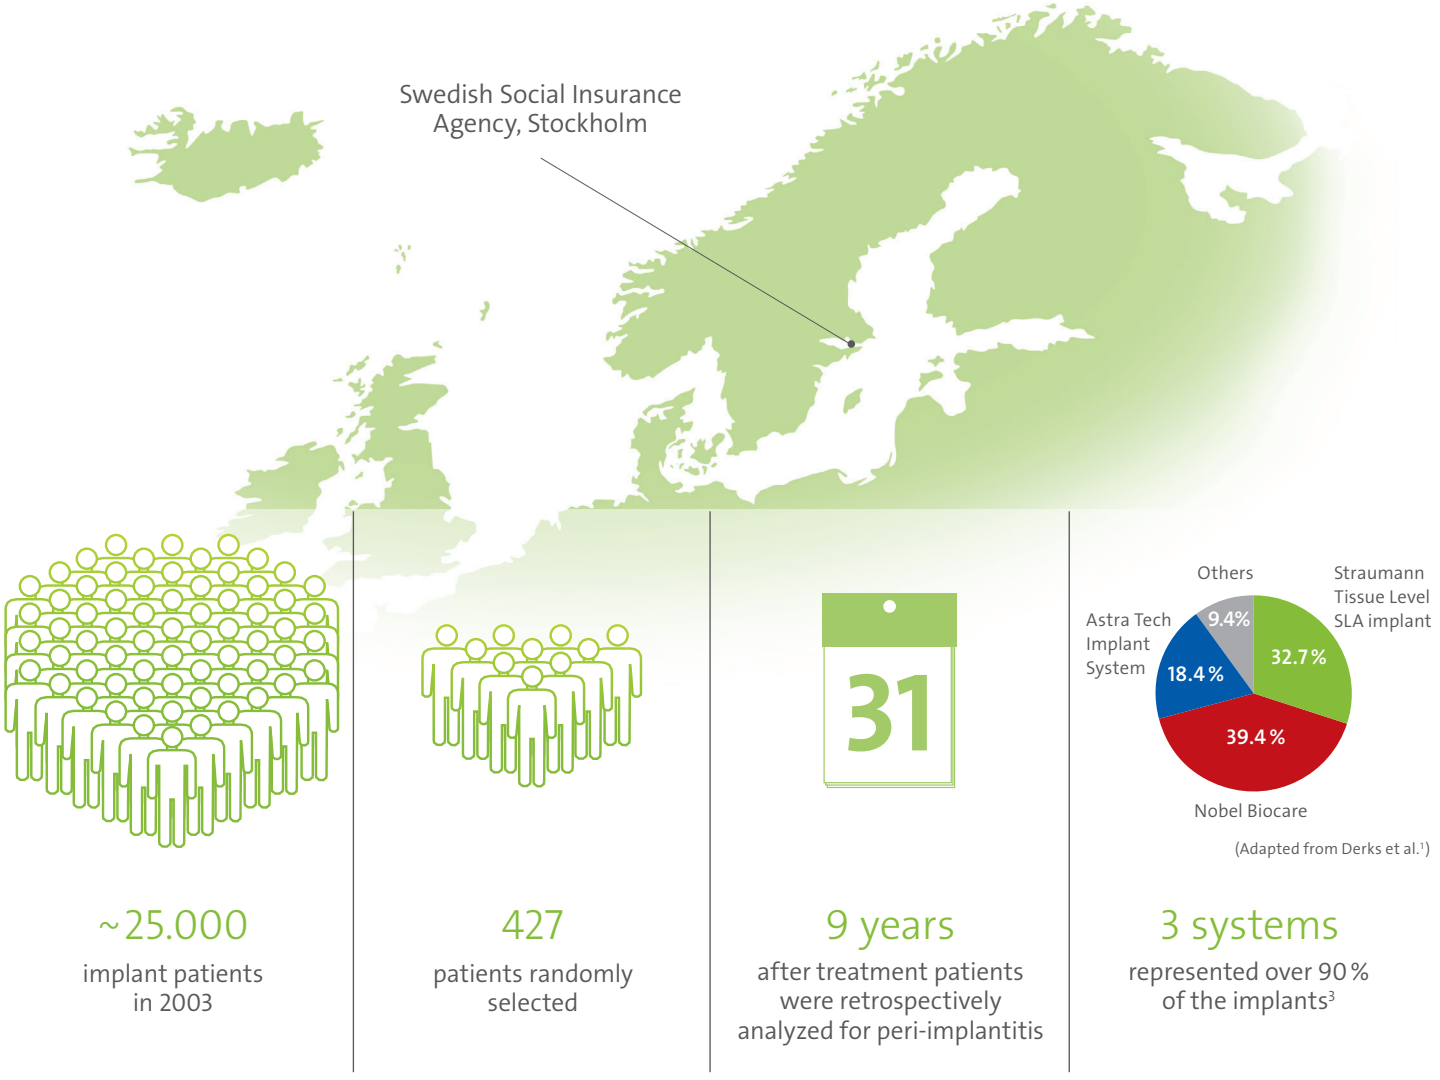 Swedish Social Insurance
Agency, Stockholm
~25.000
implant patients
in 2003
427
patients randomly
selected
31
9 years
after treatment patients
were retrospectively
analyzed for peri-implantitis
Others
Straumann
Tissue Level
SLA implant
Astra Tech
Implant
System
9.4%
32.7%
18.4%
39.4%
Nobel Biocare
(Adapted from Derks et al.¹)
3 systems
represented over 90%
of the implants³